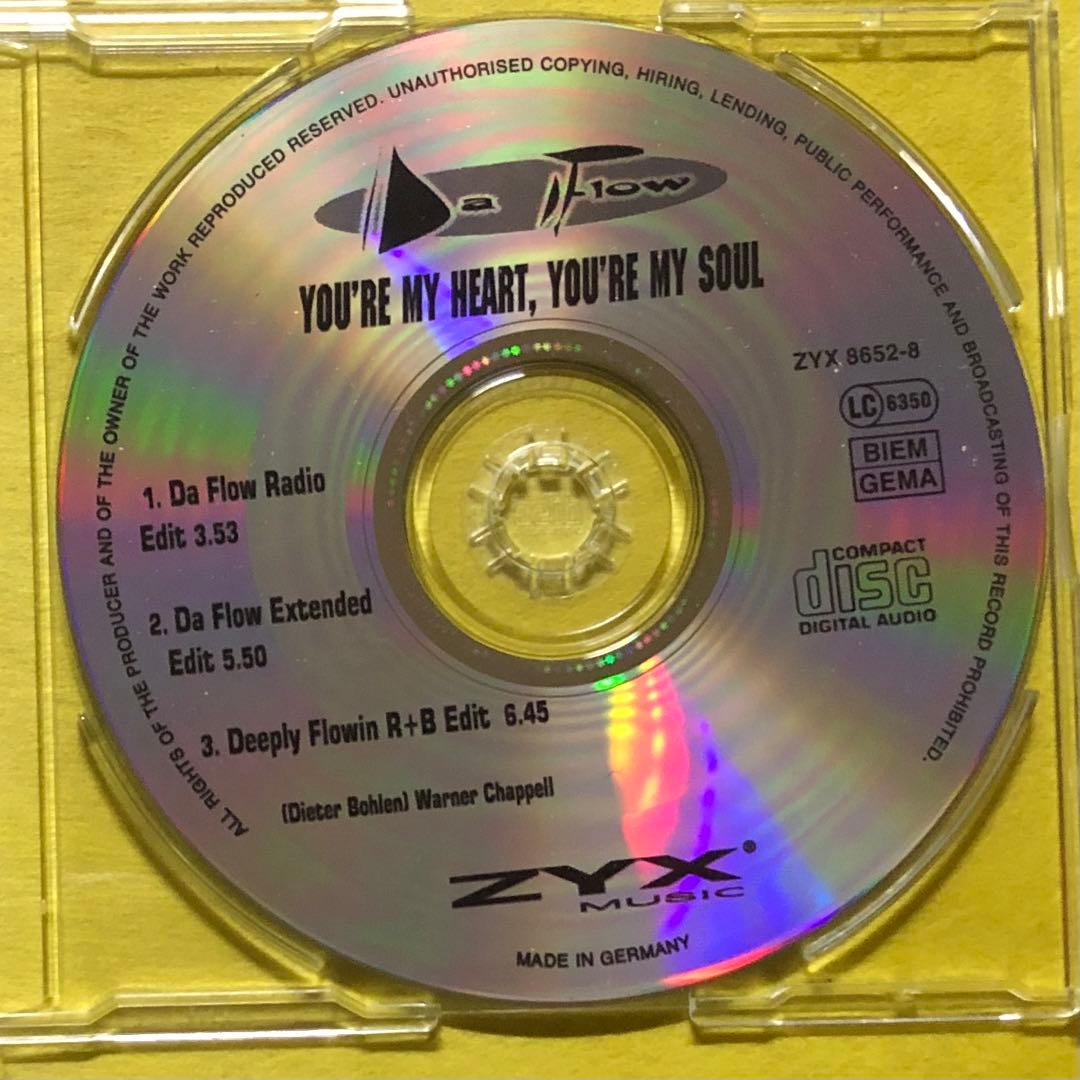 ALL RIGHTS OF THE PRODUCER AND OF THE OWNER OF THE WORK REPRODUCED RESERVED. UNAUTHORISED COPYING, HIRING, LENDING, PUBLIC PERFORMANCE AND BROADCASTING OF THIS RECORD PROHIBITED.
Da Flow
YOU'RE MY HEART, YOU'RE MY SOUL
ZYX 8652-8
LC 6350
BIEM
GEMA
1. Da Flow Radio
Edit 3.53
COMPACT
disc
DIGITAL AUDIO
2. Da Flow Extended
Edit 5.50
3. Deeply Flowin R+B Edit 6.45
(Dieter Bohlen) Warner Chappell
ZYX®
MUSIC
MADE IN GERMANY